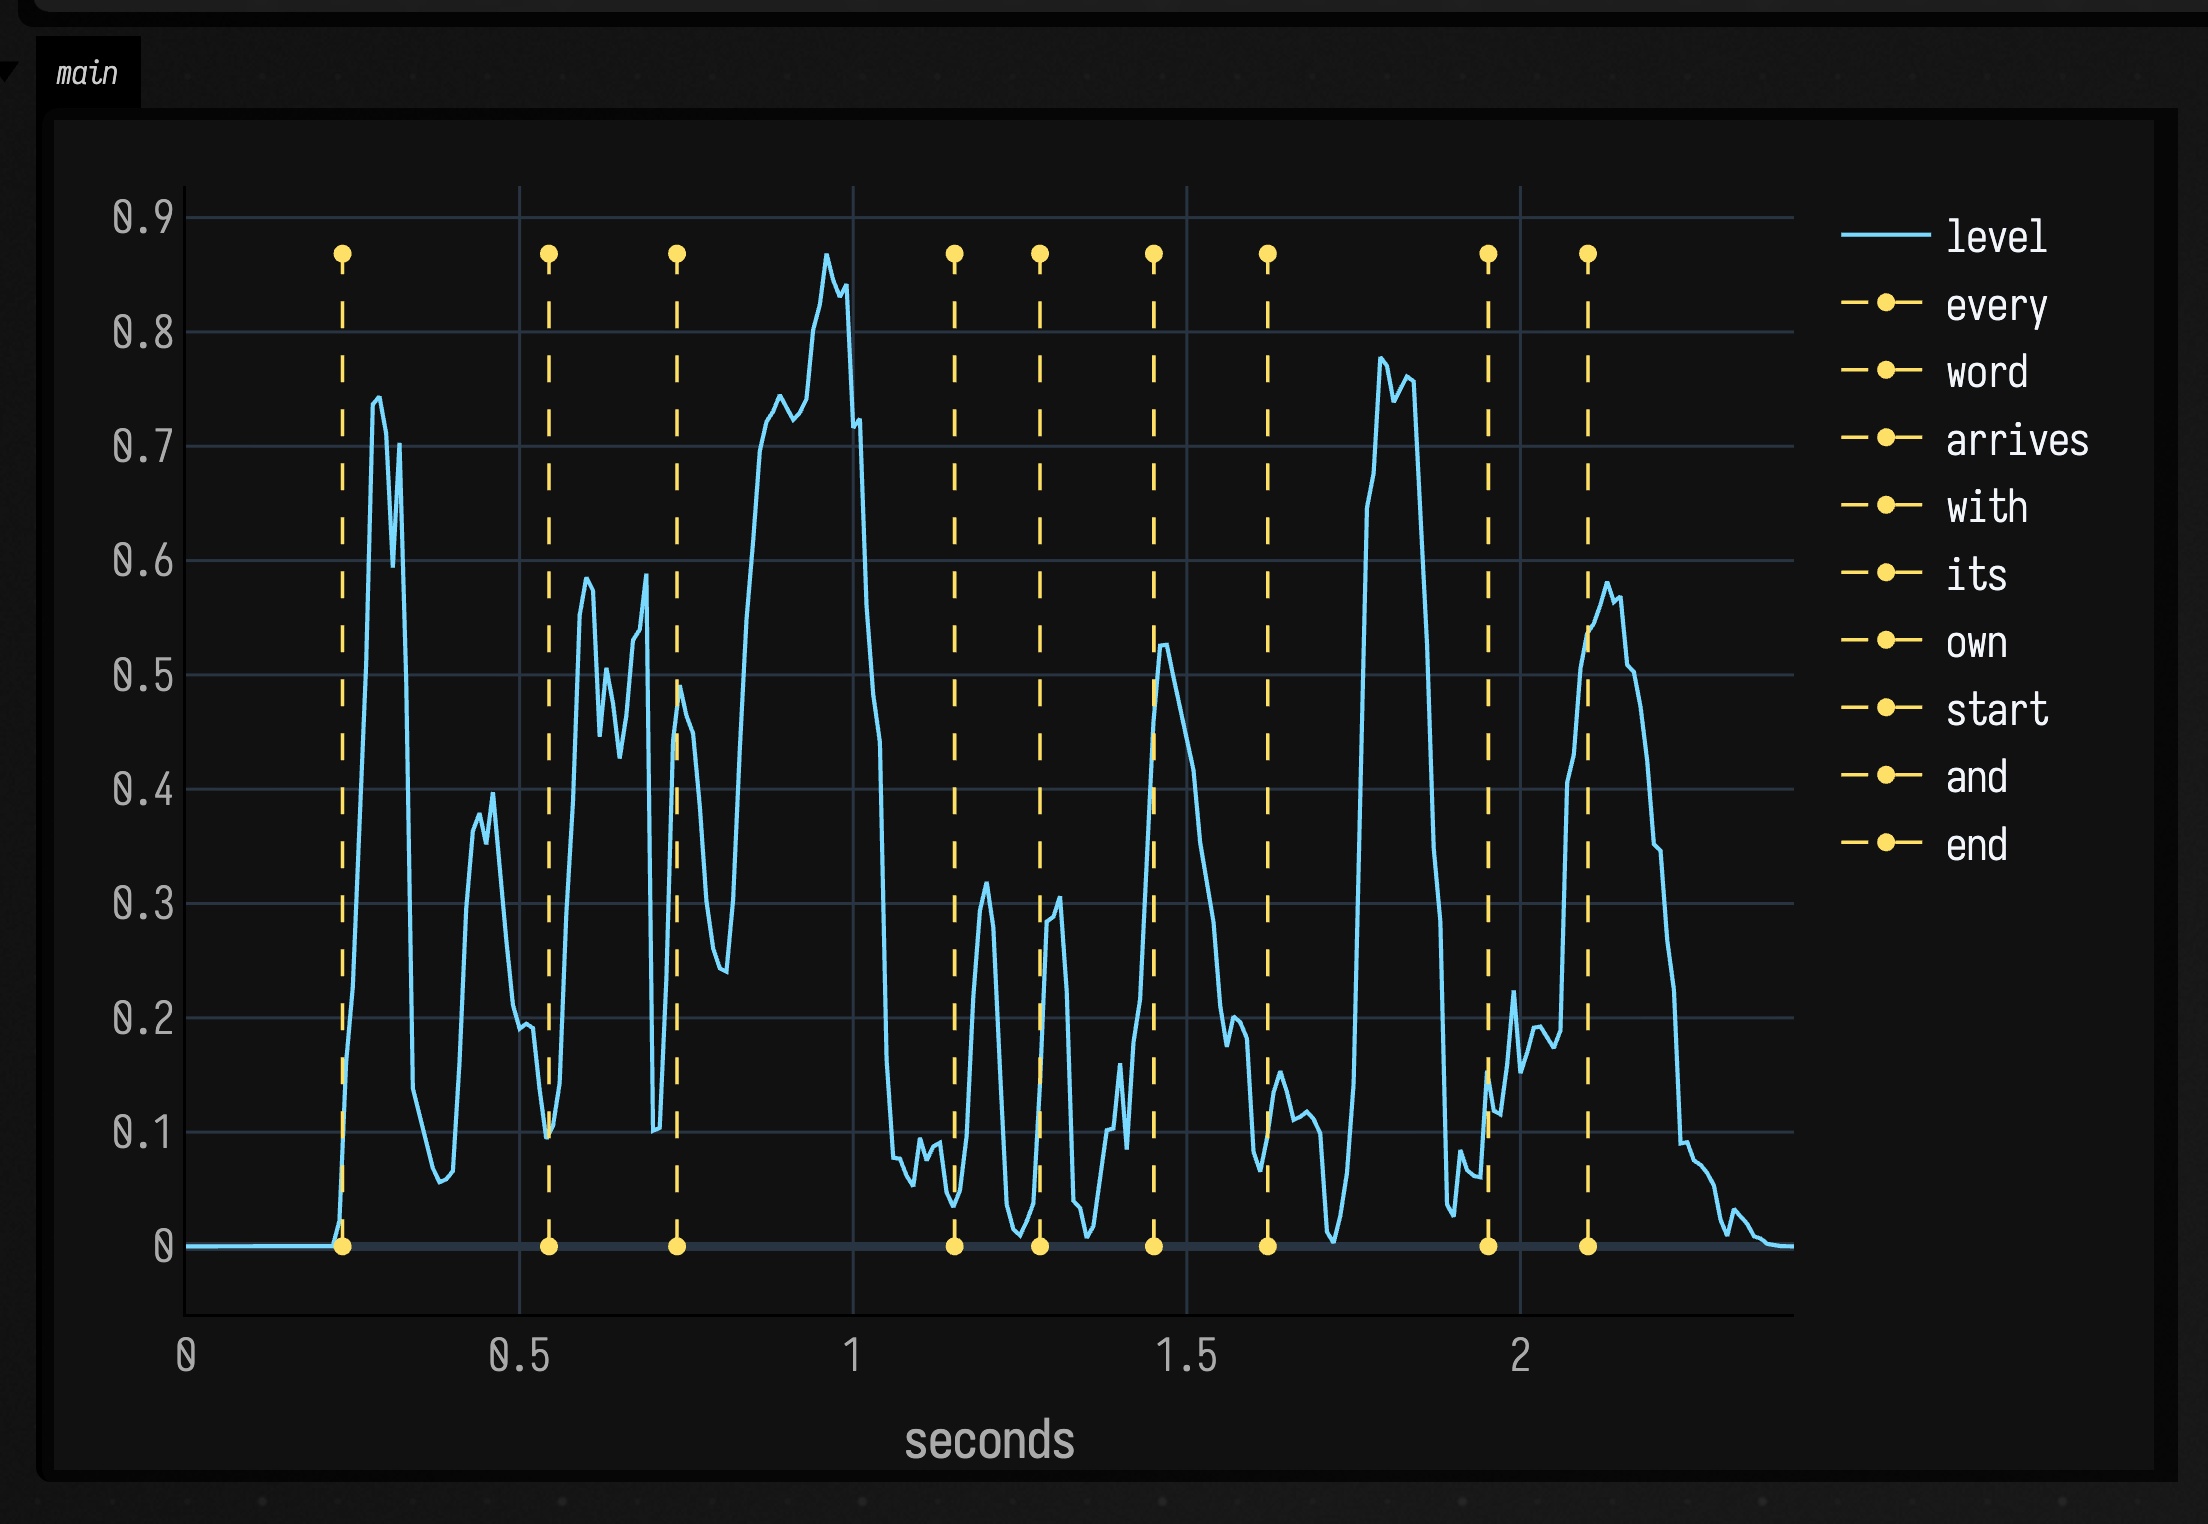 main
0.9
0.8
0.7
0.6
0.5
0.4
0.3
0.2
0.1
0
0 0.5 1 1.5 2
seconds
level
every
word
arrives
with
its
own
start
and
end